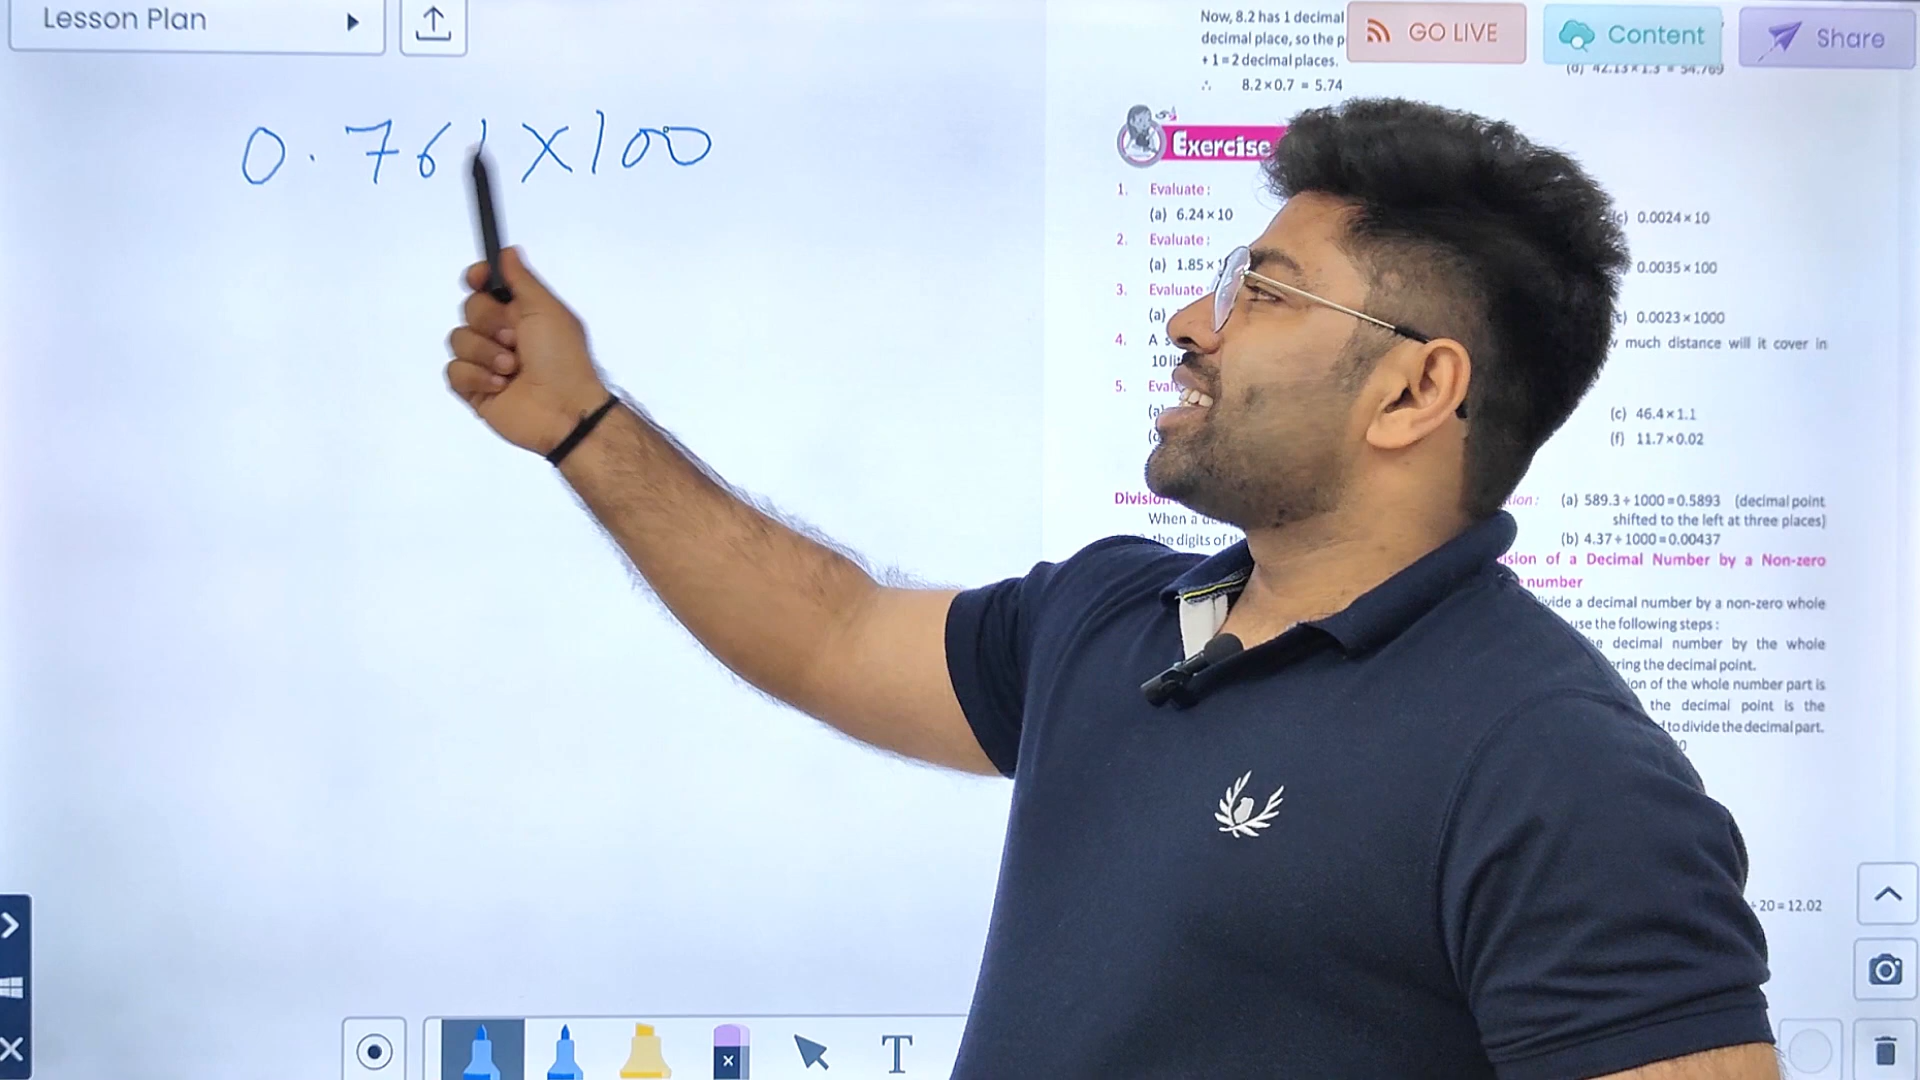 Lesson Plan
GO LIVE
Content
Share
0.761×100
Now, 8.2 has 1 decimal
decimal place, so the p
+ 1 = 2 decimal places.
∴ 8.2×0.7 = 5.74
(d) 42.13×1.3 = 54.769
Exercise
1. Evaluate :
(a) 6.24×10
(c) 0.0024×10
2. Evaluate :
(a) 1.85×
0.0035×100
3. Evaluate
(a)
0.0023×1000
4. A
much distance will it cover in
10
5.
(c) 46.4×1.1
(f) 11.7×0.02
When a
the digits of
(a) 589.3÷1000=0.5893 (decimal point
shifted to the left at three places)
(b) 4.37÷1000=0.00437
of a Decimal Number by a Non-zero
number
a decimal number by a non-zero whole
use the following steps :
decimal number by the whole
the decimal point.
of the whole number part is
the decimal point is the
to divide the decimal part.
÷20=12.02
T